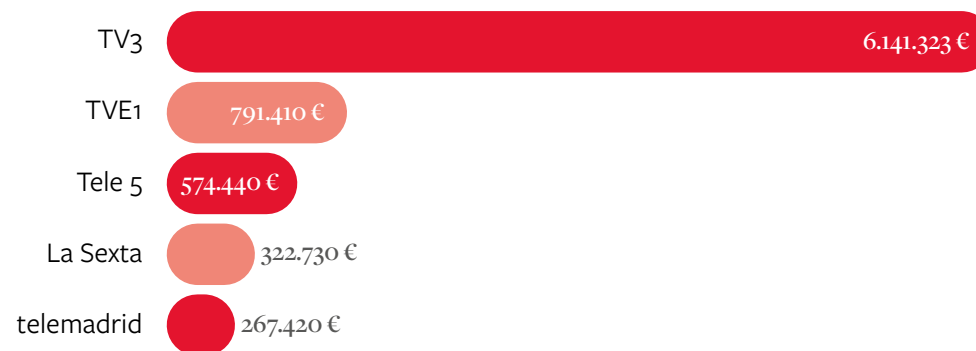 TV3 6.141.323 €
TVE1 791.410 €
Tele 5 574.440 €
La Sexta 322.730 €
telemadrid 267.420 €